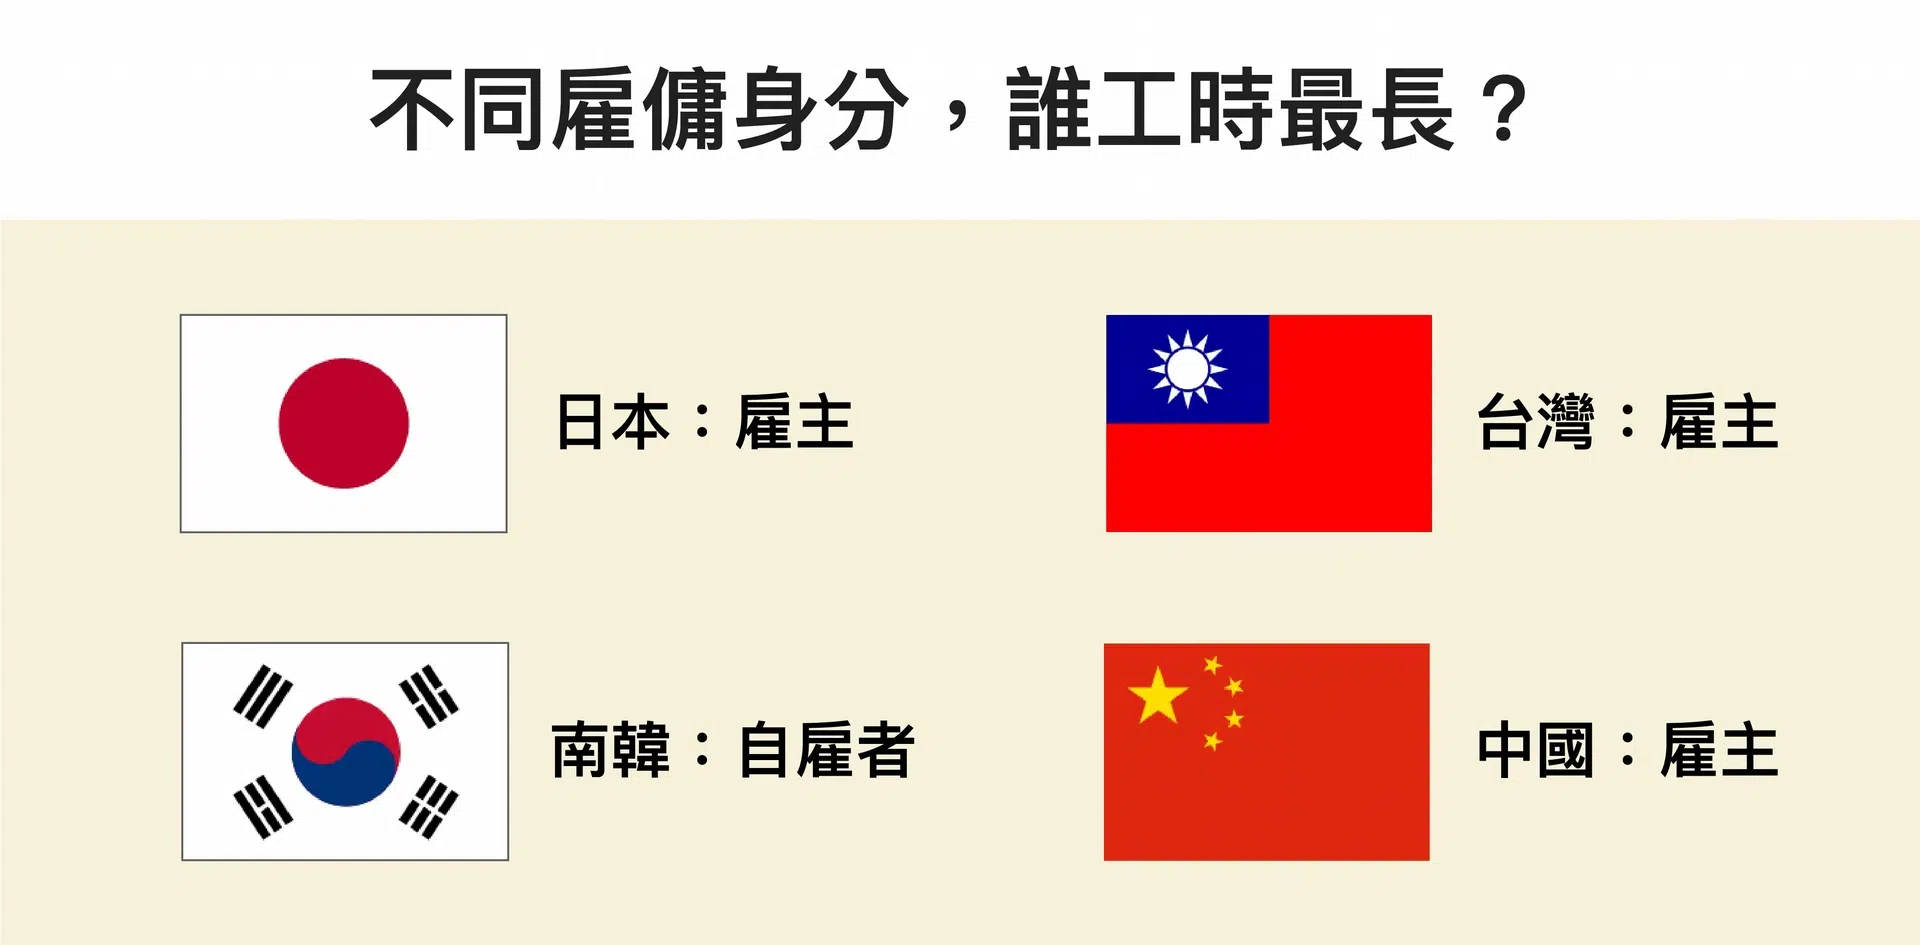 不同雇傭身分，誰工時最長？
日本：雇主
台灣：雇主
南韓：自雇者
中國：雇主